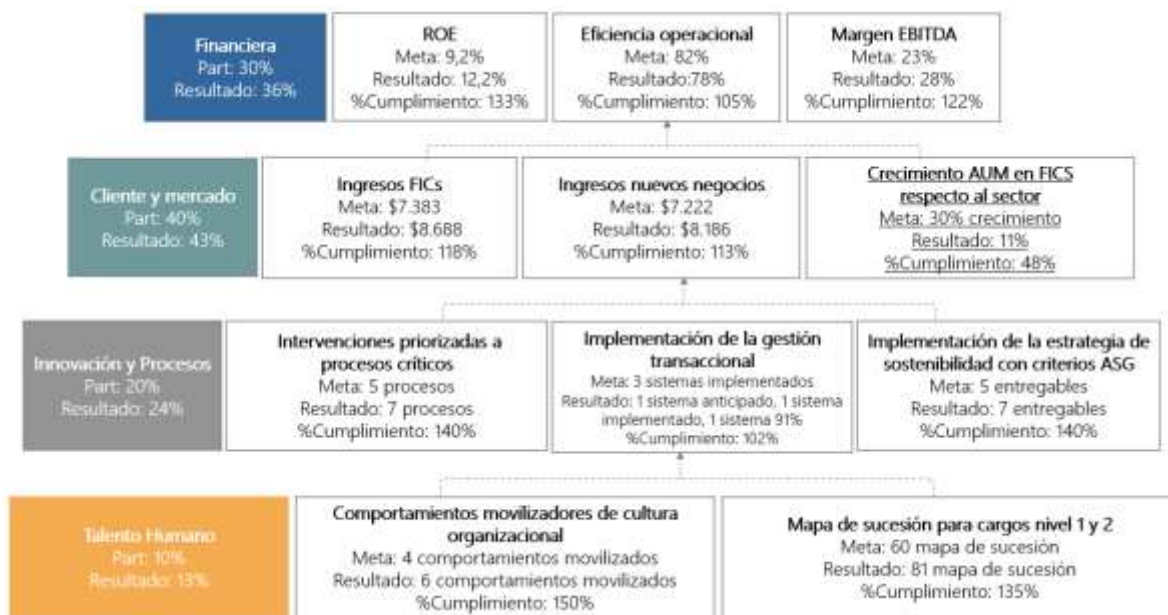 Financiera
Part: 30%
Resultado: 36%
ROE
Meta: 9,2%
Resultado: 12,2%
%Cumplimiento: 133%
Eficiencia operacional
Meta: 82%
Resultado:78%
%Cumplimiento: 105%
Margen EBITDA
Meta: 23%
Resultado: 28%
%Cumplimiento: 122%
Cliente y mercado
Part: 40%
Resultado: 43%
Ingresos FICs
Meta: $7.383
Resultado: $8.688
%Cumplimiento: 118%
Ingresos nuevos negocios
Meta: $7.222
Resultado: $8.186
%Cumplimiento: 113%
Crecimiento AUM en FICS
respecto al sector
Meta: 30% crecimiento
Resultado: 11%
%Cumplimiento: 48%
Innovación y Procesos
Part: 20%
Resultado: 24%
Intervenciones priorizadas a
procesos críticos
Meta: 5 procesos
Resultado: 7 procesos
%Cumplimiento: 140%
Implementación de la gestión
transaccional
Meta: 3 sistemas implementados
Resultado: 1 sistema anticipado, 1 sistema
implementado, 1 sistema 91%
%Cumplimiento: 102%
Implementación de la estrategia de
sostenibilidad con criterios ASG
Meta: 5 entregables
Resultado: 7 entregables
%Cumplimiento: 140%
Talento Humano
Part: 10%
Resultado: 13%
Comportamientos movilizadores de cultura
organizacional
Meta: 4 comportamientos movilizados
Resultado: 6 comportamientos movilizados
%Cumplimiento: 150%
Mapa de sucesión para cargos nivel 1 y 2
Meta: 60 mapa de sucesión
Resultado: 81 mapa de sucesión
%Cumplimiento: 135%